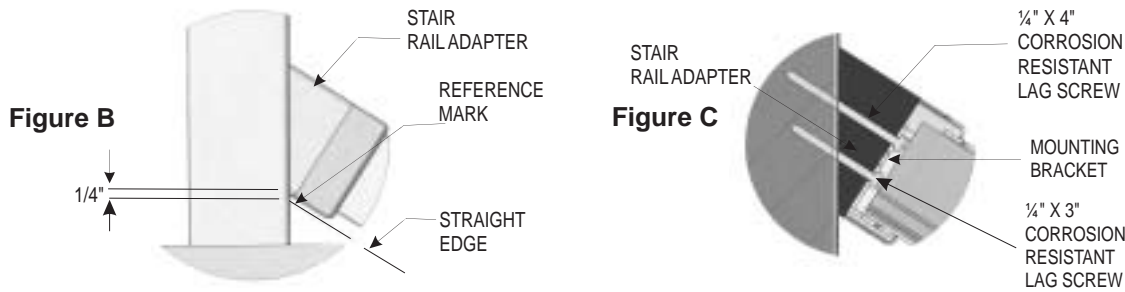 Figure B
STAIR
RAIL ADAPTER
REFERENCE
MARK
1/4"
STRAIGHT
EDGE
Figure C
STAIR
RAIL ADAPTER
¼" X 4"
CORROSION
RESISTANT
LAG SCREW
MOUNTING
BRACKET
¼" X 3"
CORROSION
RESISTANT
LAG SCREW